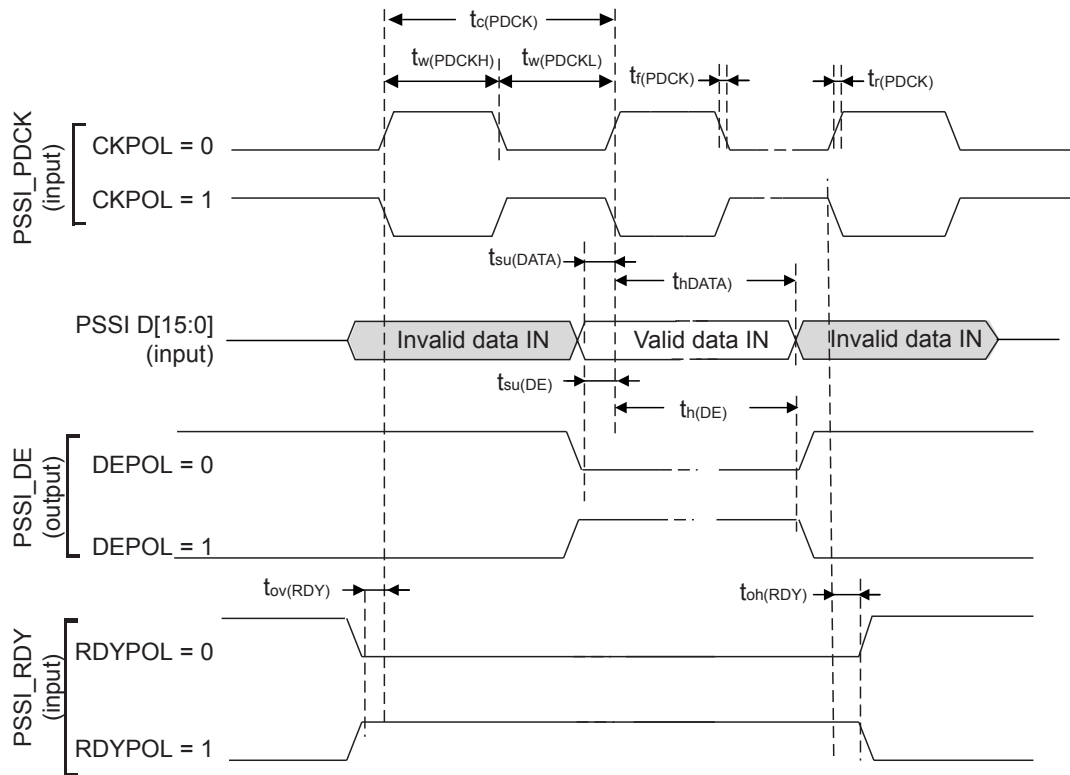 tc(PDCK)
tw(PDCKH)
tw(PDCKL)
tf(PDCK)
tr(PDCK)
PSSI_PDCK
(input)
CKPOL = 0
CKPOL = 1
tsu(DATA)
thDATA)
PSSI D[15:0]
(input)
Invalid data IN
Valid data IN
Invalid data IN
tsu(DE)
th(DE)
PSSI_DE
(output)
DEPOL = 0
DEPOL = 1
tov(RDY)
toh(RDY)
PSSI_RDY
(input)
RDYPOL = 0
RDYPOL = 1